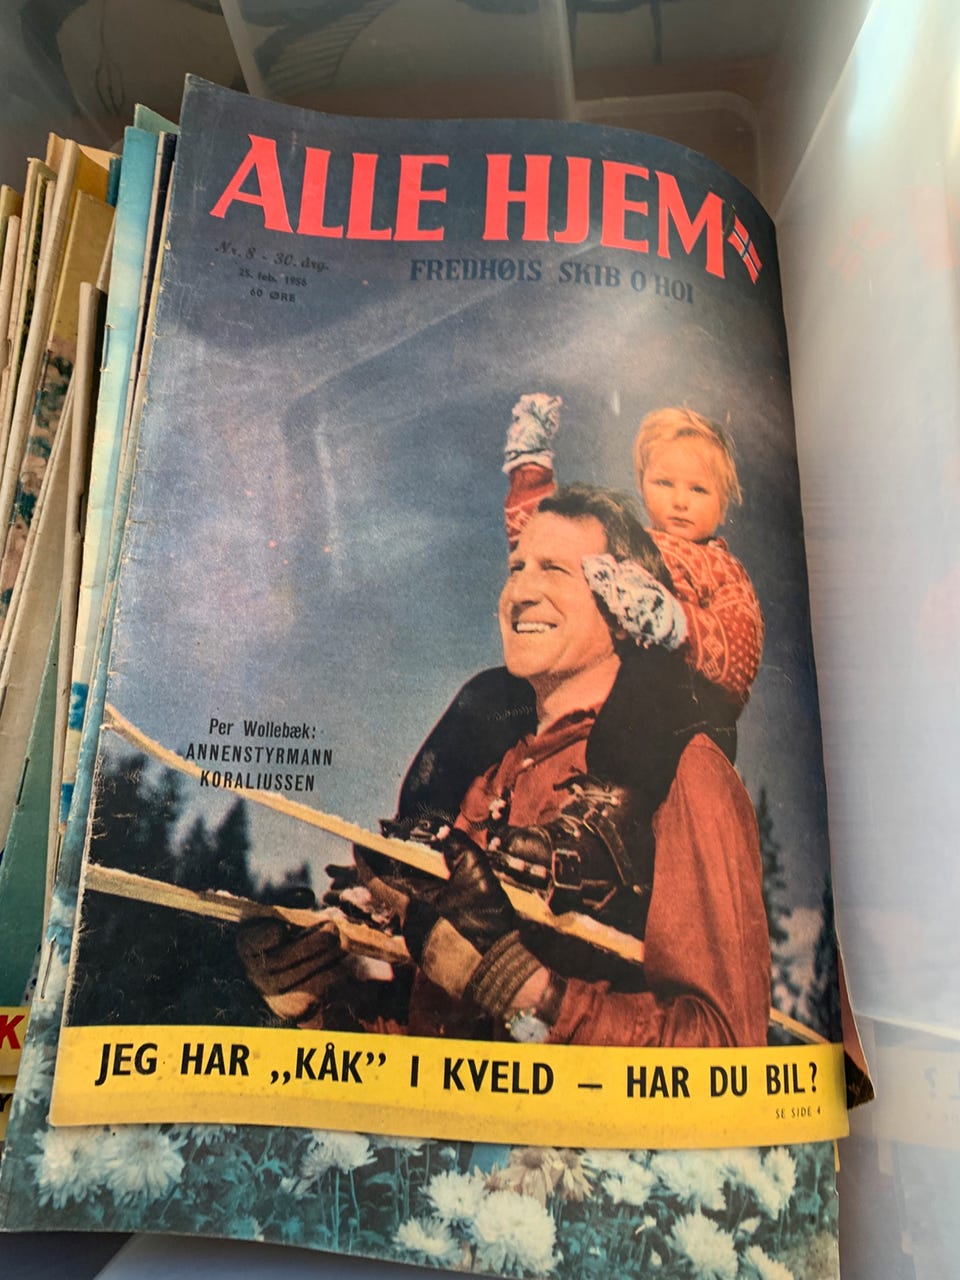 ALLE HJEM
Nr. 8 - 30. årg.
25. feb. 1956
60 ØRE
FREDHØIS SKIB O HOI
Per Wollebæk:
ANNENSTYRMANN
KORALIUSSEN
JEG HAR „KÅK” I KVELD – HAR DU BIL?
SE SIDE 4
K
Y